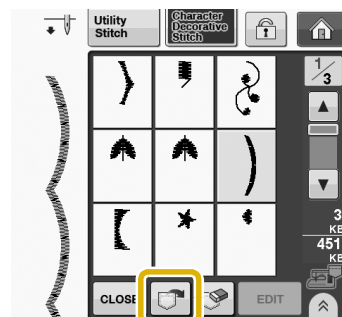 Utility
Stitch
Character
Decorative
Stitch
1/3
3
KB
451
KB
CLOSE
EDIT